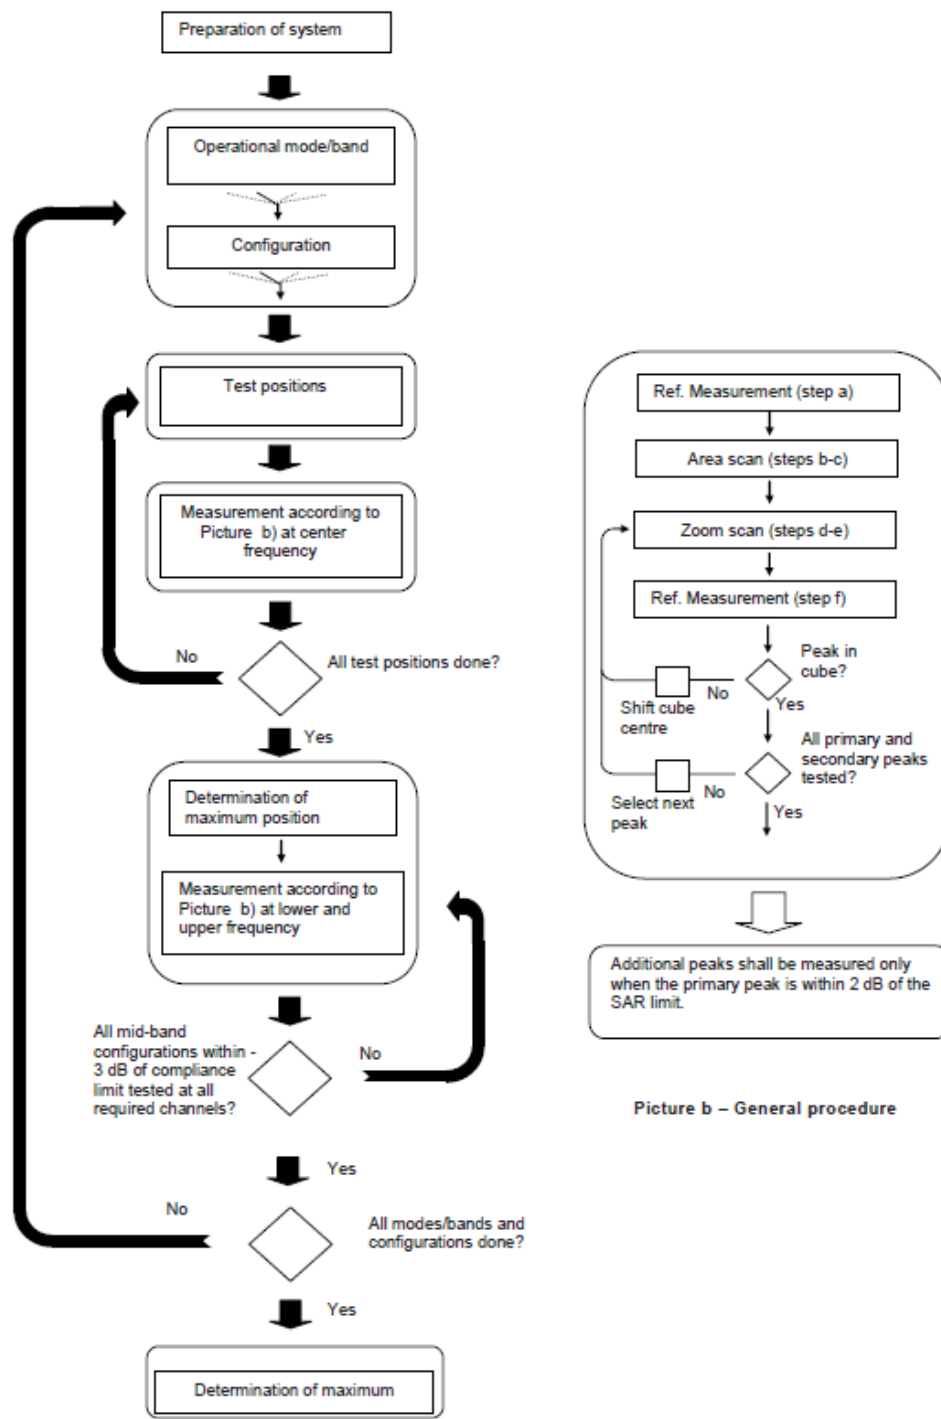 Preparation of system
Operational mode/band
Configuration
Test positions
Measurement according to
Picture b) at center
frequency
No
All test positions done?
Yes
Determination of
maximum position
Measurement according to
Picture b) at lower and
upper frequency
All mid-band
configurations within -
3 dB of compliance
limit tested at all
required channels?
No
Yes
No
All modes/bands and
configurations done?
Yes
Determination of maximum
Ref. Measurement (step a)
Area scan (steps b-c)
Zoom scan (steps d-e)
Ref. Measurement (step f)
Peak in
cube?
No
Shift cube
centre
Yes
All primary and
secondary peaks
tested?
No
Select next
peak
Yes
Additional peaks shall be measured only
when the primary peak is within 2 dB of the
SAR limit.
Picture b – General procedure